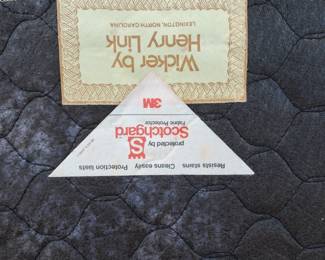 Wicker by
Henry Link
LEXINGTON, NORTH CAROLINA
Resists stains Cleans easily Protection lasts
protected by
Scotchgard
Fabric Protector
3M